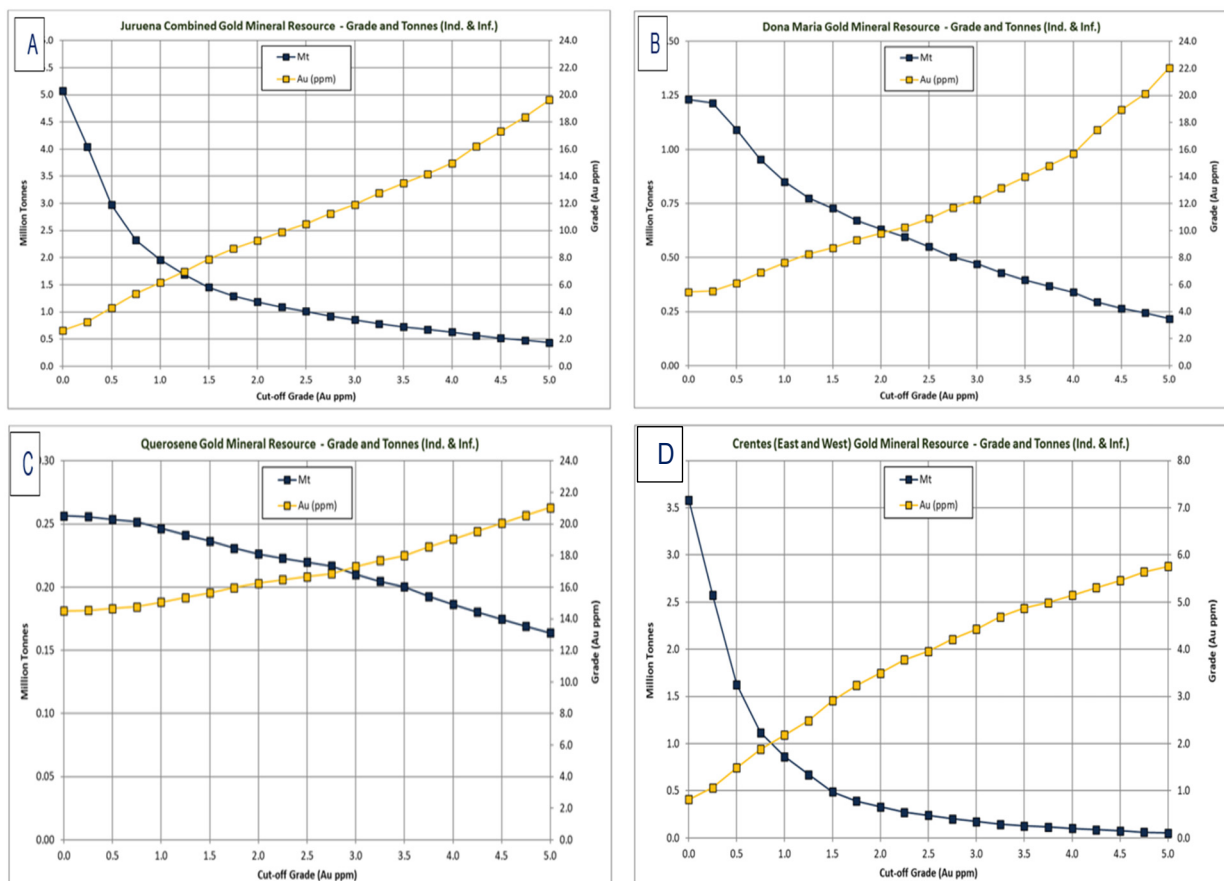 A
Juruena Combined Gold Mineral Resource - Grade and Tonnes (Ind. & Inf.)
Mt
Au (ppm)
Million Tonnes
5.5
5.0
4.5
4.0
3.5
3.0
2.5
2.0
1.5
1.0
0.5
0.0
24.0
22.0
20.0
18.0
16.0
14.0
12.0
10.0
8.0
6.0
4.0
2.0
0.0
Grade (Au ppm)
0.0 0.5 1.0 1.5 2.0 2.5 3.0 3.5 4.0 4.5 5.0
Cut-off Grade (Au ppm)
B
Dona Maria Gold Mineral Resource - Grade and Tonnes (Ind. & Inf.)
Mt
Au (ppm)
Million Tonnes
1.50
1.25
1.00
0.75
0.50
0.25
0.00
24.0
22.0
20.0
18.0
16.0
14.0
12.0
10.0
8.0
6.0
4.0
2.0
0.0
Grade (Au ppm)
0.0 0.5 1.0 1.5 2.0 2.5 3.0 3.5 4.0 4.5 5.0
Cut-off Grade (Au ppm)
C
Querosene Gold Mineral Resource - Grade and Tonnes (Ind. & Inf.)
Mt
Au (ppm)
Million Tonnes
0.30
0.25
0.20
0.15
0.10
0.05
0.00
24.0
22.0
20.0
18.0
16.0
14.0
12.0
10.0
8.0
6.0
4.0
2.0
0.0
Grade (Au ppm)
0.0 0.5 1.0 1.5 2.0 2.5 3.0 3.5 4.0 4.5 5.0
Cut-off Grade (Au ppm)
D
Crentes (East and West) Gold Mineral Resource - Grade and Tonnes (Ind. & Inf.)
Mt
Au (ppm)
Million Tonnes
3.5
3.0
2.5
2.0
1.5
1.0
0.5
0.0
8.0
7.0
6.0
5.0
4.0
3.0
2.0
1.0
0.0
Grade (Au ppm)
0.0 0.5 1.0 1.5 2.0 2.5 3.0 3.5 4.0 4.5 5.0
Cut-off Grade (Au ppm)